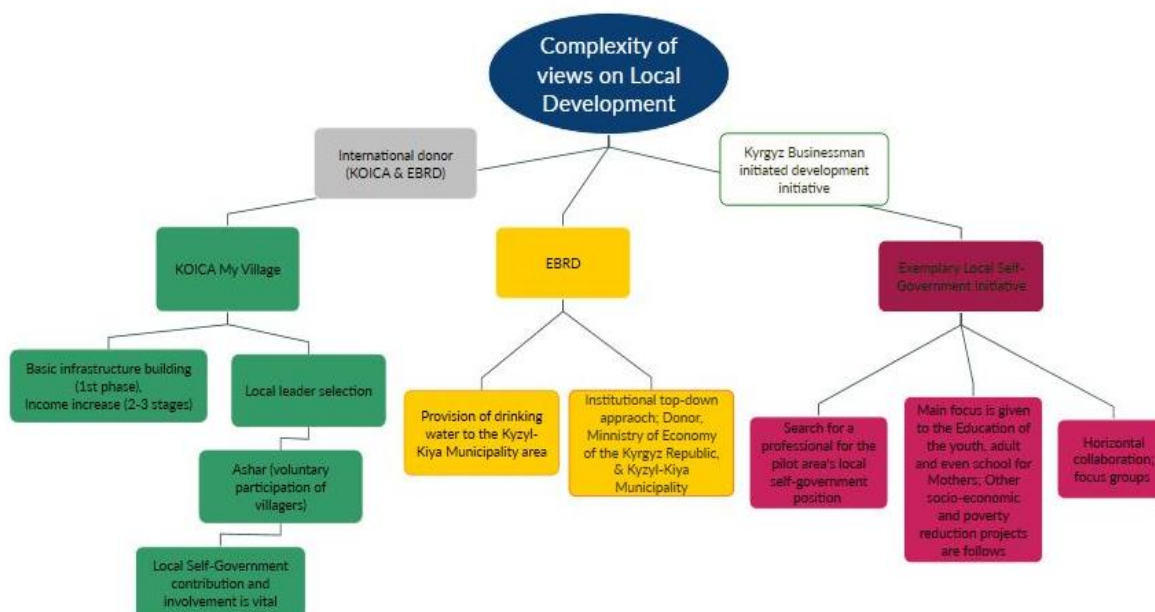 Complexity of
views on Local
Development
International donor
(KOICA & EBRD)
Kyrgyz Businessman
initiated development
initiative
KOICA My Village
EBRD
Exemplary Local Self-
Government Initiative
Basic infrastructure building
(1st phase),
Income increase (2-3 stages)
Local leader selection
Ashar (voluntary
participation of
villagers)
Local Self-Government
contribution and
involvement is vital
Provision of drinking
water to the Kyzyl-
Kiya Municipality area
Institutional top-down
appraoch; Donor,
Minnistry of Economy
of the Kyrgyz Republic,
& Kyzyl-Kiya
Municipality
Search for a
professional for the
pilot area's local
self-government
position
Main focus is given
to the Education of
the youth, adult
and even school for
Mothers; Other
socio-economic
and poverty
reduction projects
are follows
Horizontal
collaboration;
focus groups